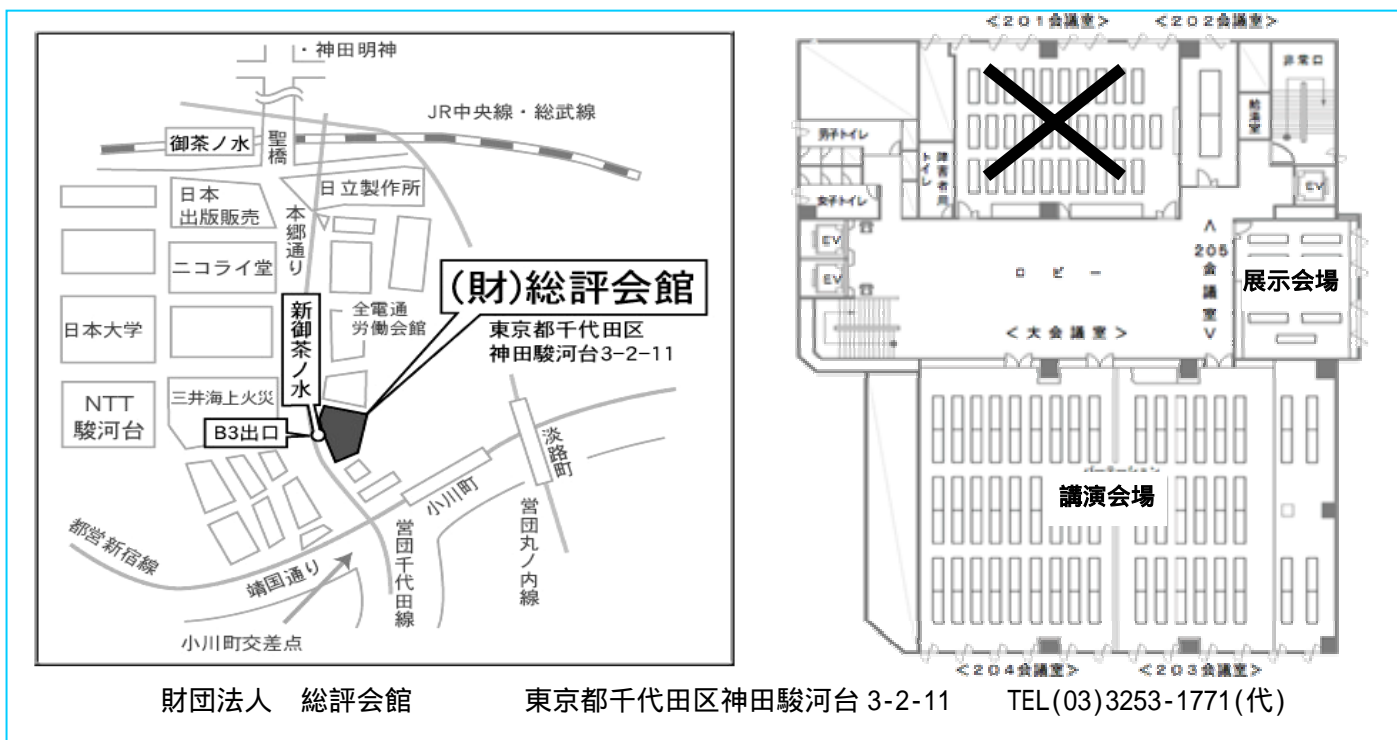 ・神田明神
JR中央線・総武線
御茶ノ水
聖橋
日本
出版販売
日立製作所
本郷通り
ニコライ堂
(財)総評会館
東京都千代田区
神田駿河台3-2-11
新御茶ノ水
全電通
労働会館
日本大学
三井海上火災
NTT
駿河台
B3出口
淡路町
小川町
都営新宿線
靖国通り
営団千代田線
営団丸ノ内線
小川町交差点
<201会議室>
<202会議室>
非常口
給湯室
男子トイレ
障害者用
トイレ
女子トイレ
EV
EV
EV
ロビー
<205会議室>
展示会場
<大会議室>
パーテーション
講演会場
<204会議室>
<203会議室>
財団法人 総評会館 東京都千代田区神田駿河台 3-2-11 TEL(03)3253-1771(代)